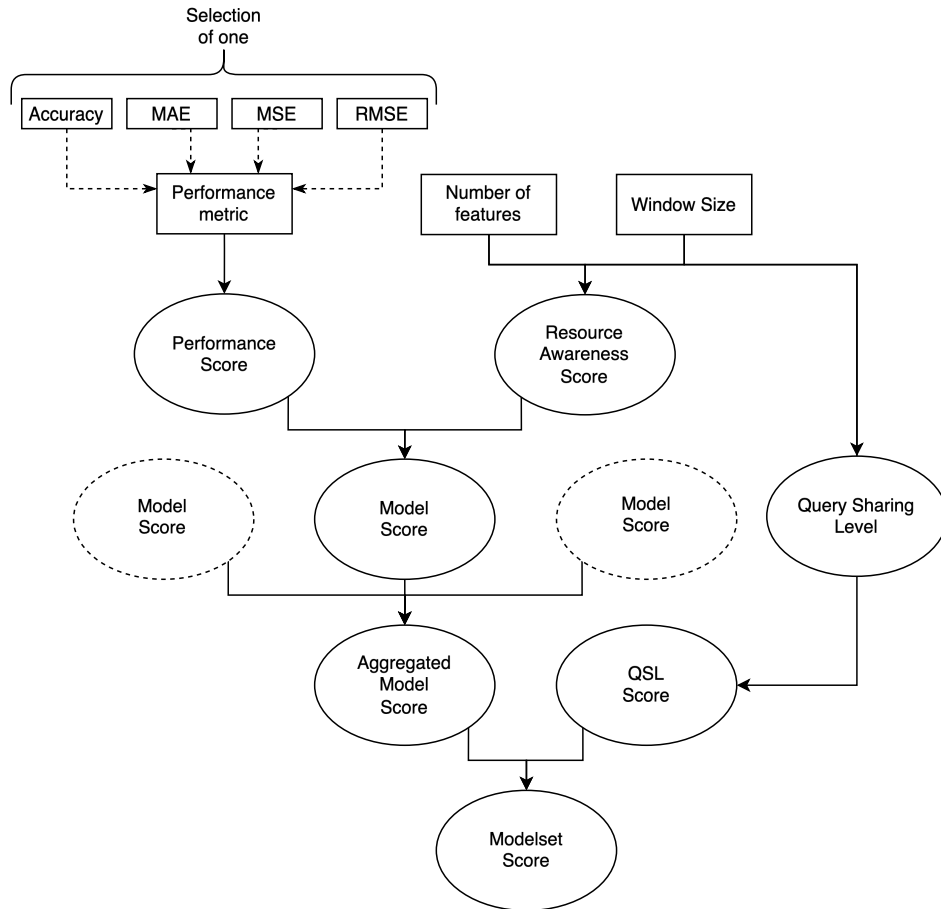 Selection
of one
Accuracy
MAE
MSE
RMSE
Performance
metric
Number of
features
Window Size
Performance
Score
Resource
Awareness
Score
Model
Score
Model
Score
Model
Score
Query Sharing
Level
Aggregated
Model
Score
QSL
Score
Modelset
Score